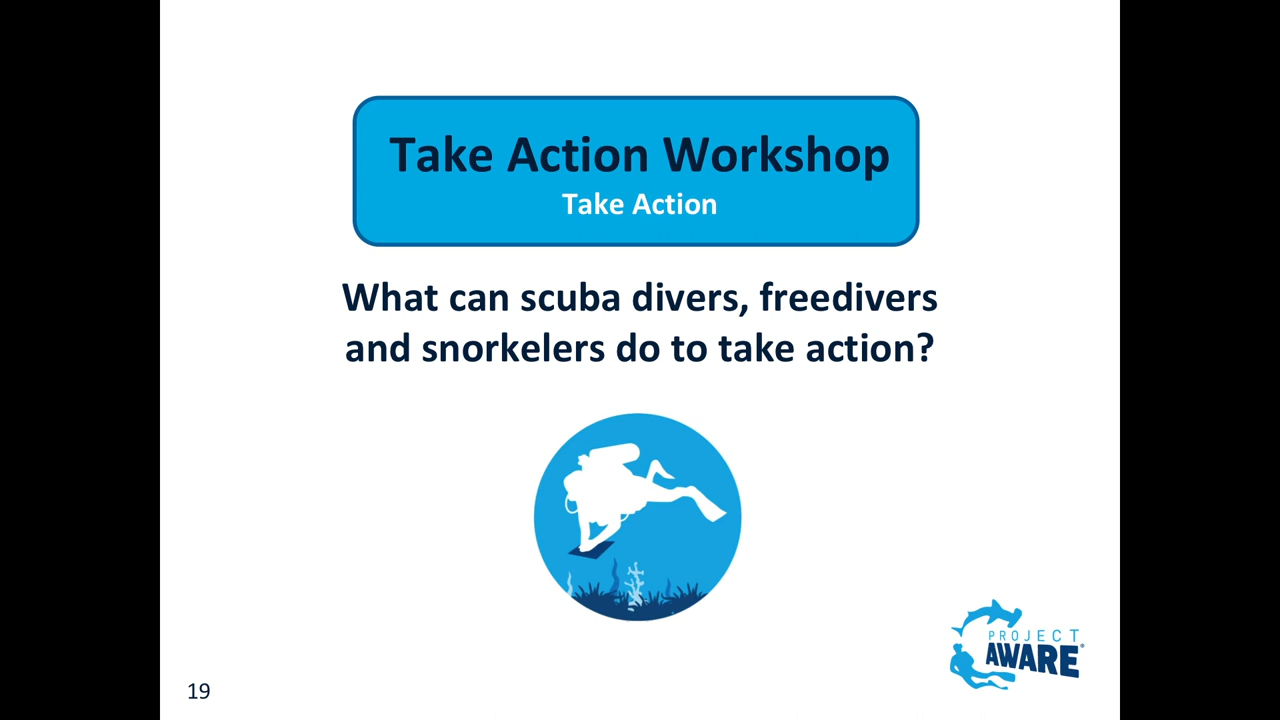 Take Action Workshop
Take Action
What can scuba divers, freedivers
and snorkelers do to take action?
PROJECT
AWARE®
19